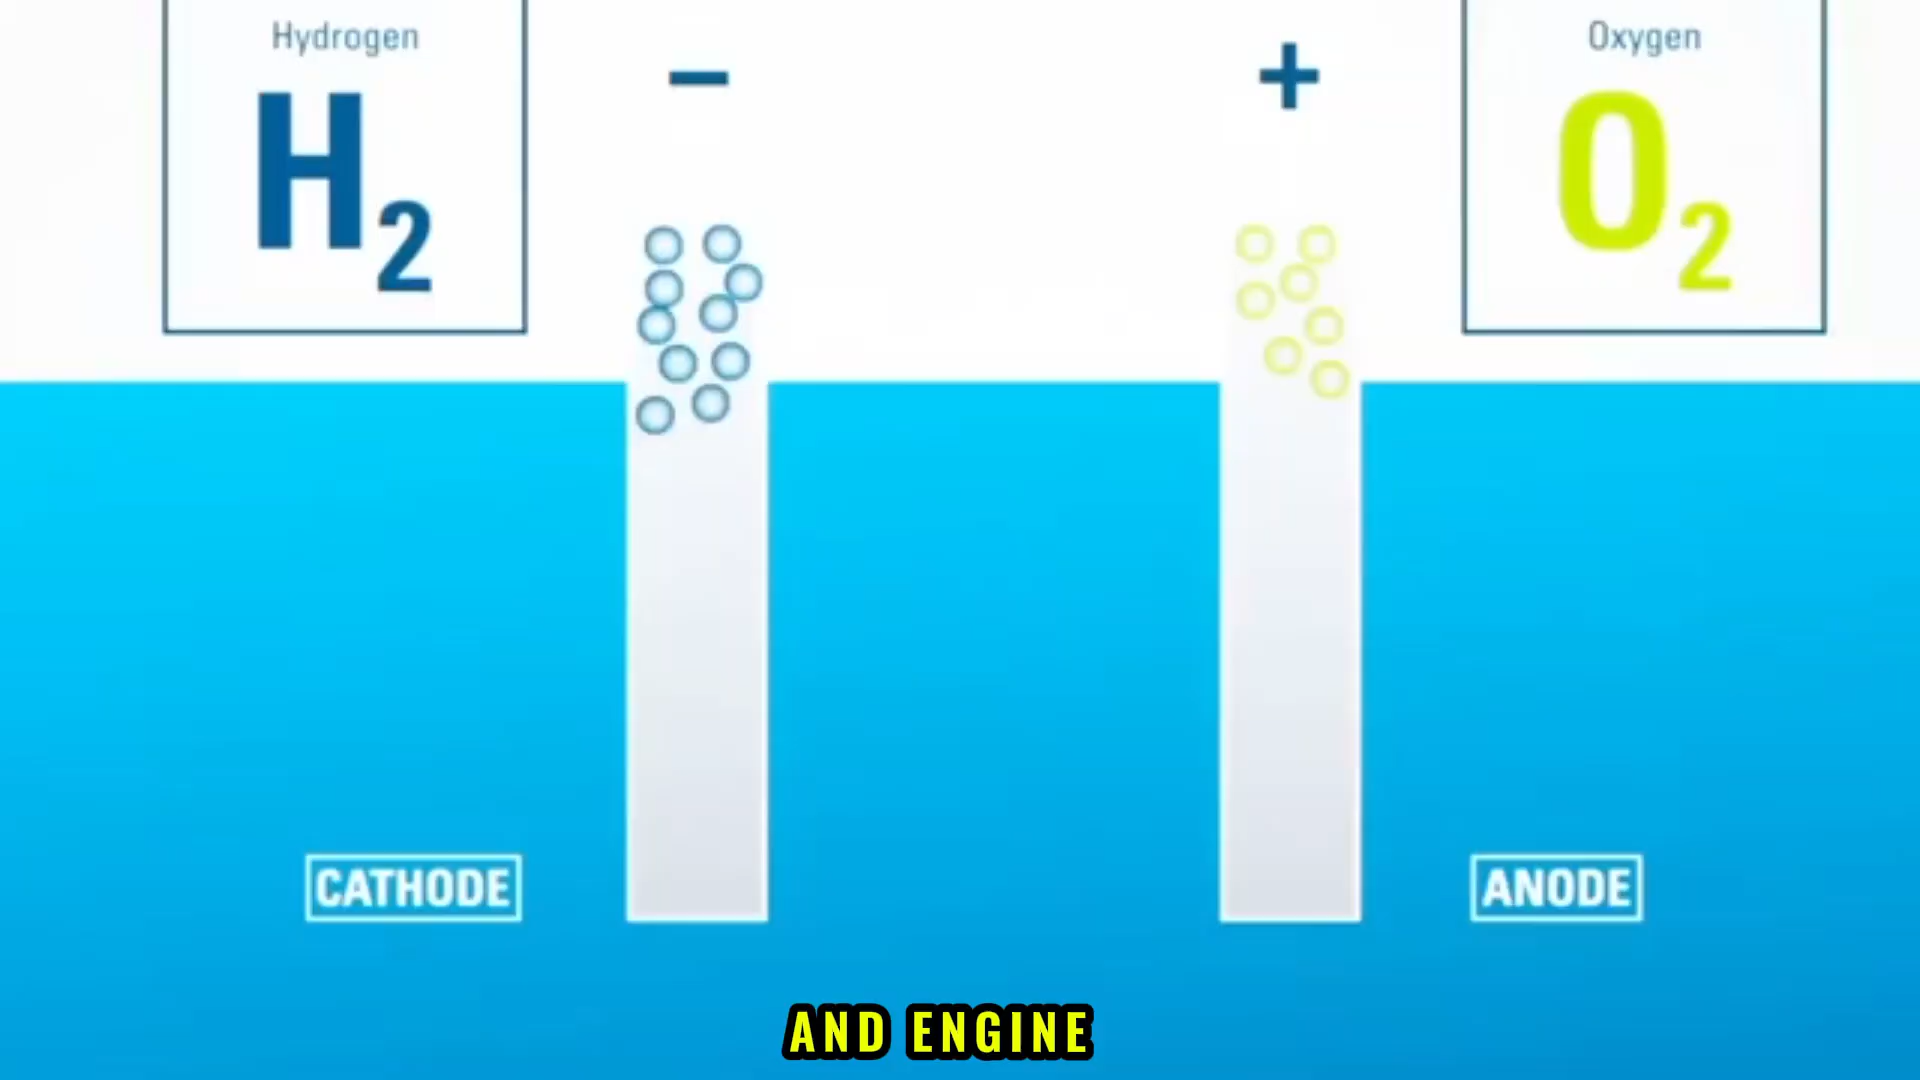 Hydrogen
H2
−
+
Oxygen
O2
CATHODE
ANODE
AND ENGINE